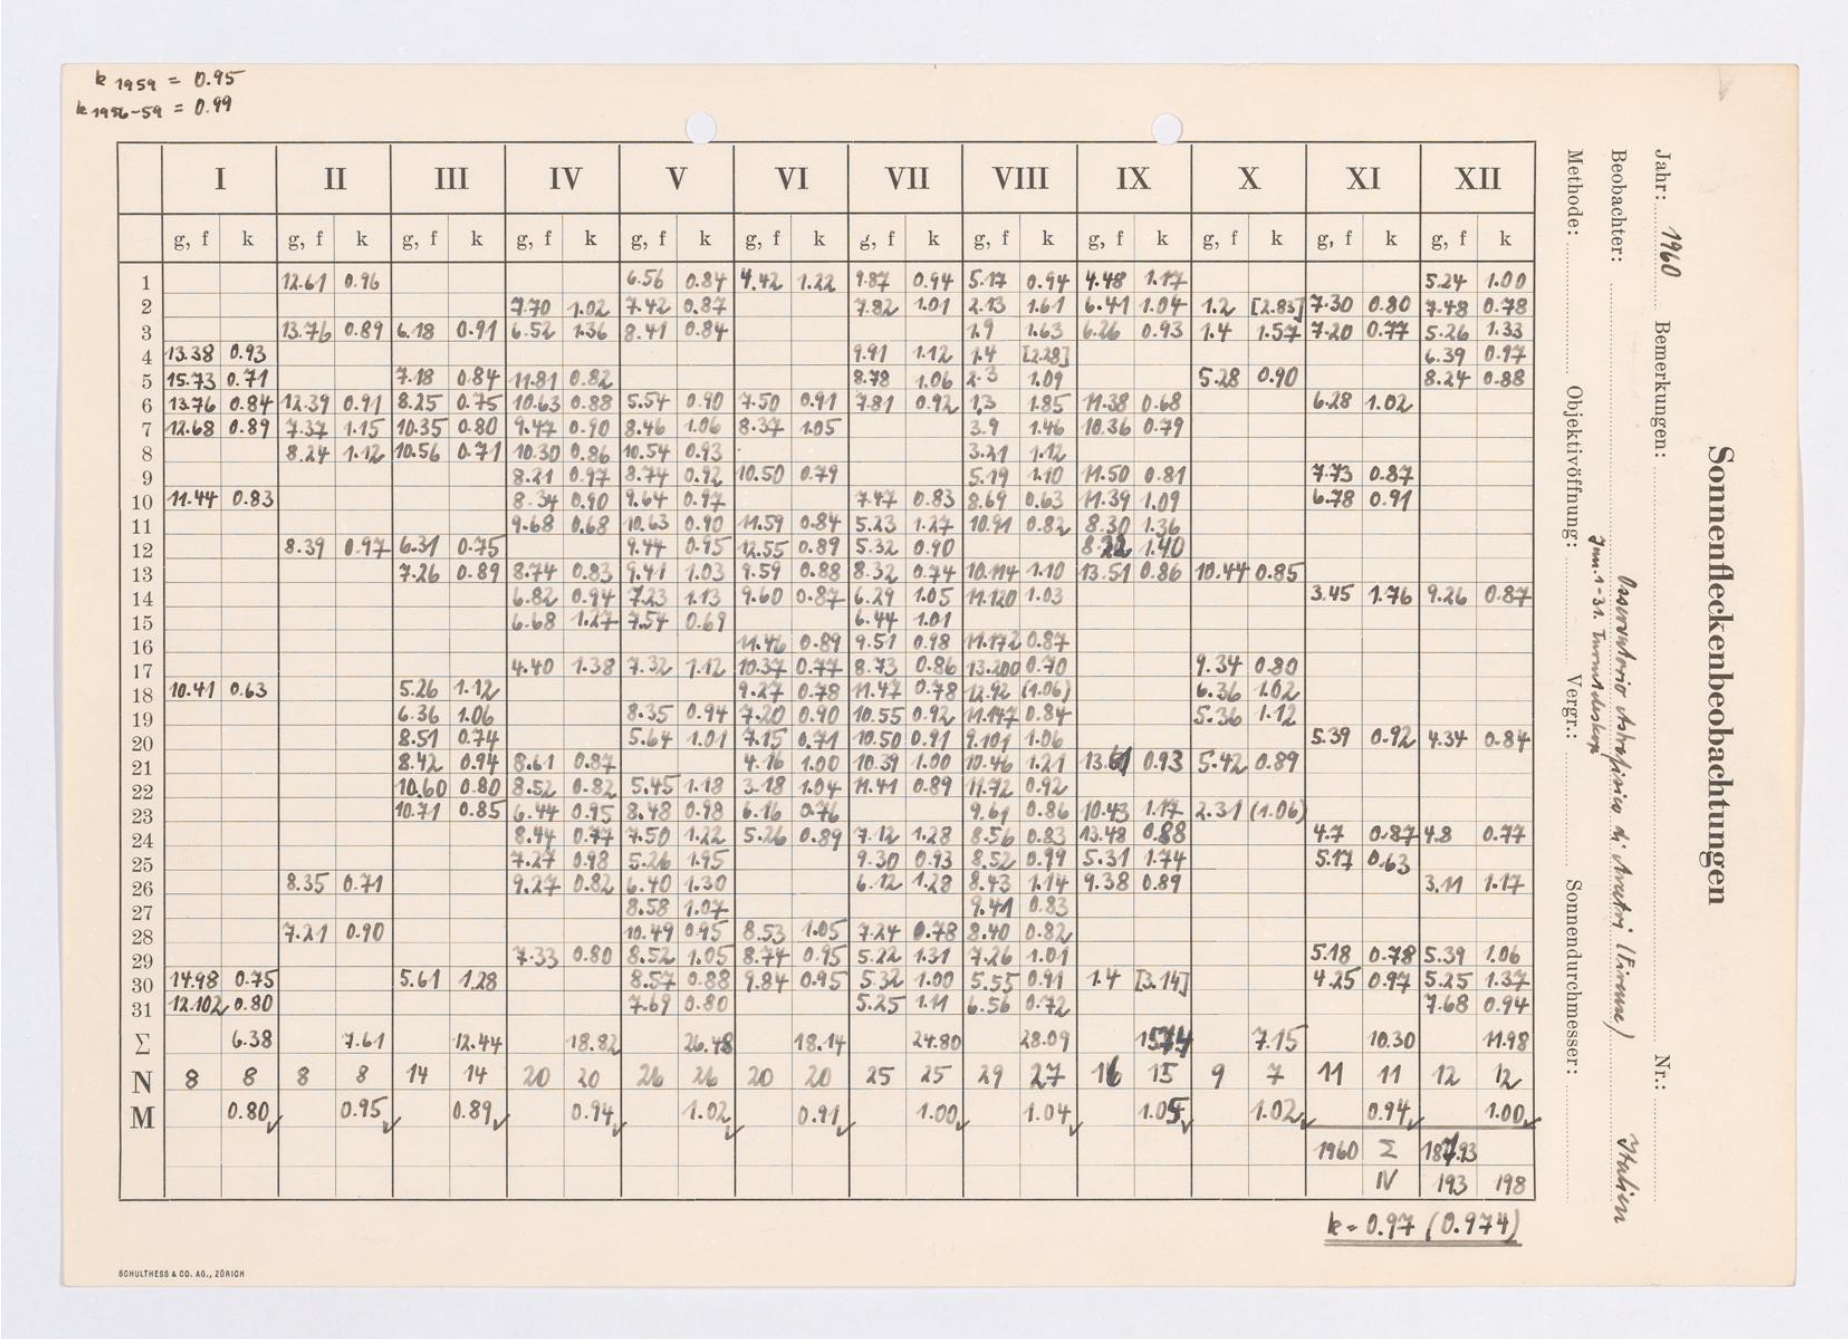 k 1959 = 0.95
k 1956-59 = 0.99
I II III IV V VI VII VIII IX X XI XII
g, f k g, f k g, f k g, f k g, f k g, f k g, f k g, f k g, f k g, f k g, f k g, f k
1 12.61 0.96 6.56 0.84 4.42 1.22 9.87 0.94 5.17 0.94 4.48 1.17 5.24 1.00
2 7.70 1.02 7.42 0.87 7.82 1.01 2.13 1.61 6.41 1.04 1.2 [2.83] 7.30 0.80 7.48 0.78
3 13.76 0.89 6.18 0.91 6.52 1.36 8.41 0.84 1.9 1.63 6.26 0.93 1.4 1.57 7.20 0.77 5.26 1.33
4 13.38 0.93 9.91 1.12 1.4 [2.28] 6.39 0.97
5 15.73 0.71 7.18 0.84 11.81 0.82 8.78 1.06 2.3 1.09 5.28 0.90 8.24 0.88
6 13.76 0.84 12.39 0.91 8.25 0.75 10.63 0.88 5.54 0.90 7.50 0.91 7.81 0.92 1.3 1.85 11.38 0.68 6.28 1.02
7 12.68 0.89 7.37 1.15 10.35 0.80 9.47 0.90 8.46 1.06 8.37 1.05 3.9 1.46 10.36 0.79
8 8.24 1.12 10.56 0.71 10.30 0.86 10.54 0.93 3.21 1.12
9 8.21 0.97 8.74 0.92 10.50 0.79 5.19 1.10 11.50 0.81 7.73 0.87
10 11.44 0.83 8.34 0.90 9.64 0.97 7.47 0.83 8.69 0.63 11.39 1.09 6.78 0.91
11 9.68 0.68 10.63 0.90 11.59 0.84 5.23 1.27 10.91 0.82 8.30 1.36
12 8.39 0.97 6.31 0.75 9.44 0.95 12.55 0.89 5.32 0.90 8.22 1.40
13 7.26 0.89 8.74 0.83 9.41 1.03 9.59 0.88 8.32 0.74 10.114 1.10 13.51 0.86 10.44 0.85
14 6.82 0.94 7.23 1.13 9.60 0.87 6.29 1.05 11.120 1.03 3.45 1.76 9.26 0.87
15 6.68 1.27 7.54 0.69 6.44 1.01
16 11.46 0.89 9.51 0.98 11.172 0.87
17 4.40 1.38 7.32 1.12 10.37 0.77 8.73 0.86 13.200 0.70 9.34 0.80
18 10.41 0.63 5.26 1.12 9.27 0.78 11.47 0.78 12.92 (1.06) 6.36 1.02
19 6.36 1.06 8.35 0.94 7.20 0.90 10.55 0.92 11.147 0.84 5.36 1.12
20 8.51 0.74 5.64 1.01 7.15 0.71 10.50 0.91 9.101 1.06 5.39 0.92 4.34 0.84
21 8.42 0.94 8.61 0.87 4.16 1.00 10.39 1.00 10.46 1.21 13.61 0.93 5.42 0.89
22 10.60 0.80 8.52 0.82 5.45 1.18 3.18 1.04 11.41 0.89 11.72 0.92
23 10.71 0.85 6.44 0.95 8.48 0.98 6.16 0.76 9.61 0.86 10.43 1.17 2.31 (1.06)
24 8.44 0.77 7.50 1.22 5.26 0.89 7.12 1.28 8.56 0.83 13.48 0.88 4.7 0.87 4.8 0.77
25 7.27 0.98 5.26 1.95 9.30 0.93 8.52 0.99 5.31 1.74 5.17 0.63
26 8.35 0.71 9.27 0.82 6.40 1.30 6.12 1.28 8.43 1.14 9.38 0.89 3.11 1.17
27 8.58 1.07 9.41 0.83
28 7.21 0.90 10.49 0.95 8.53 1.05 7.24 0.78 8.40 0.82
29 7.33 0.80 8.52 1.05 8.74 0.95 5.22 1.31 7.26 1.01 5.18 0.78 5.39 1.06
30 14.98 0.75 5.61 1.28 8.57 0.88 9.84 0.95 5.32 1.00 5.55 0.91 1.4 [3.14] 4.25 0.97 5.25 1.37
31 12.102 0.80 7.69 0.80 5.25 1.11 6.56 0.72 7.68 0.94
Σ 6.38 7.61 12.44 18.82 26.48 18.14 24.80 28.09 15.74 7.15 10.30 11.98
N 8 8 8 8 14 14 20 20 26 26 20 20 25 25 29 27 16 15 9 7 11 11 12 12
M 0.80 0.95 0.89 0.94 1.02 0.91 1.00 1.04 1.05 1.02 0.94 1.00
1960 Σ 187.93
N 193 198
k = 0.97 (0.974)
SCHULTHESS & CO. AG., ZÜRICH
Sonnenfleckenbeobachtungen
Jahr: 1960 Bemerkungen: Nr.:
Beobachter: Osservatorio Astrofisico di Arcetri (Firenze) Italien
Methode: Objektivöffnung: Vergr.: Sonnendurchmesser: